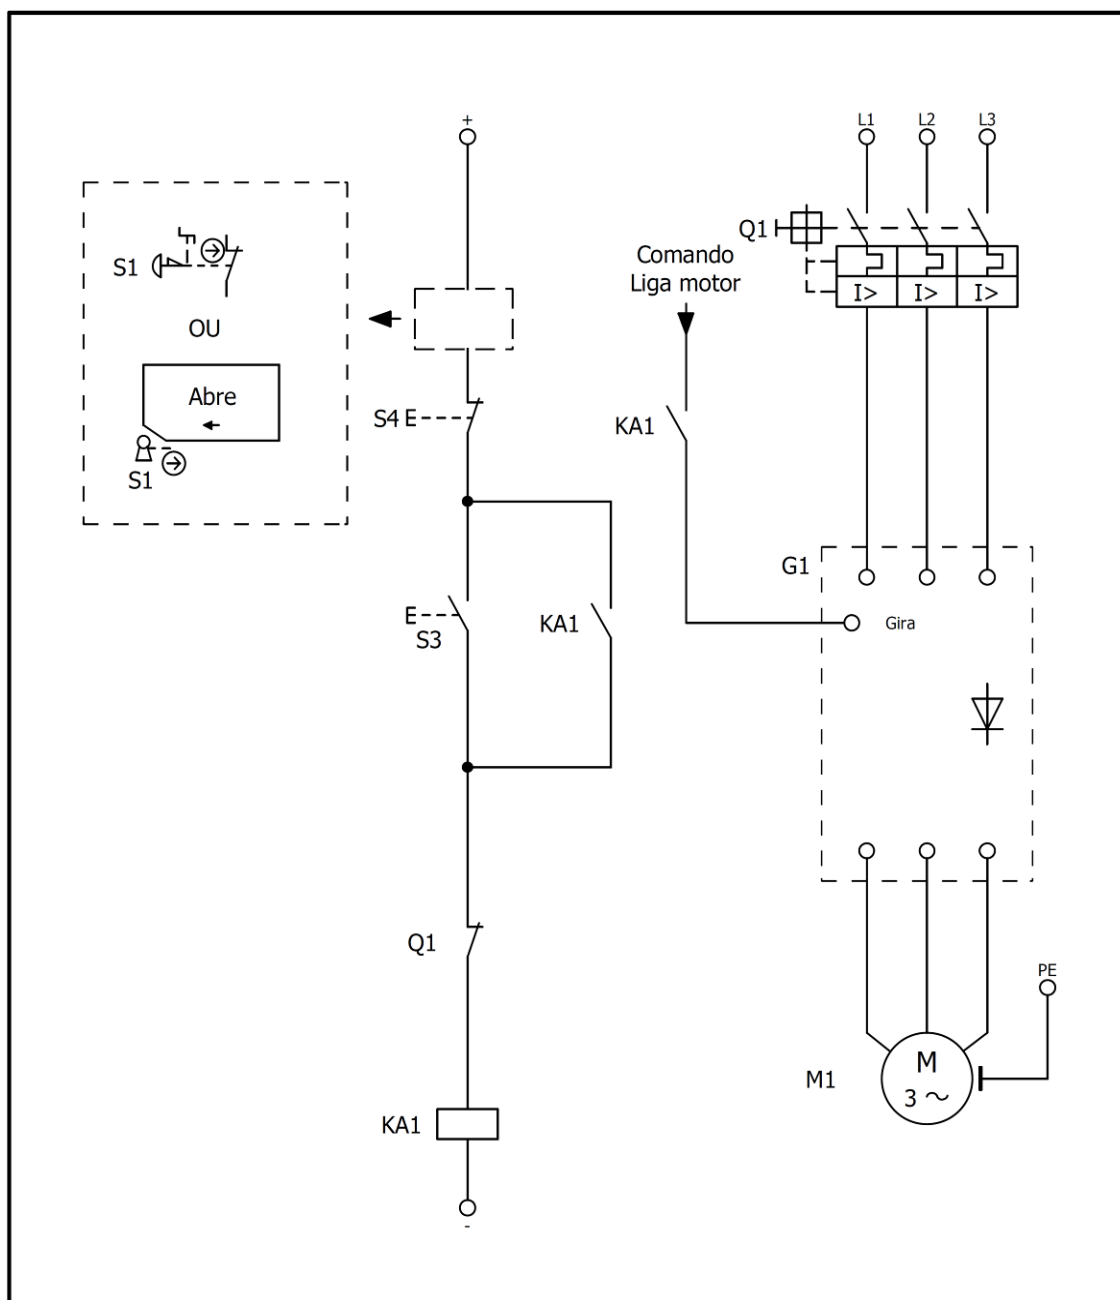 +
L1 L2 L3
Q1
Comando
Liga motor
S1
I> I> I>
OU
Abre
S4
KA1
S1
G1
S3
KA1
Gira
Q1
PE
M
M1
3 ~
KA1
-